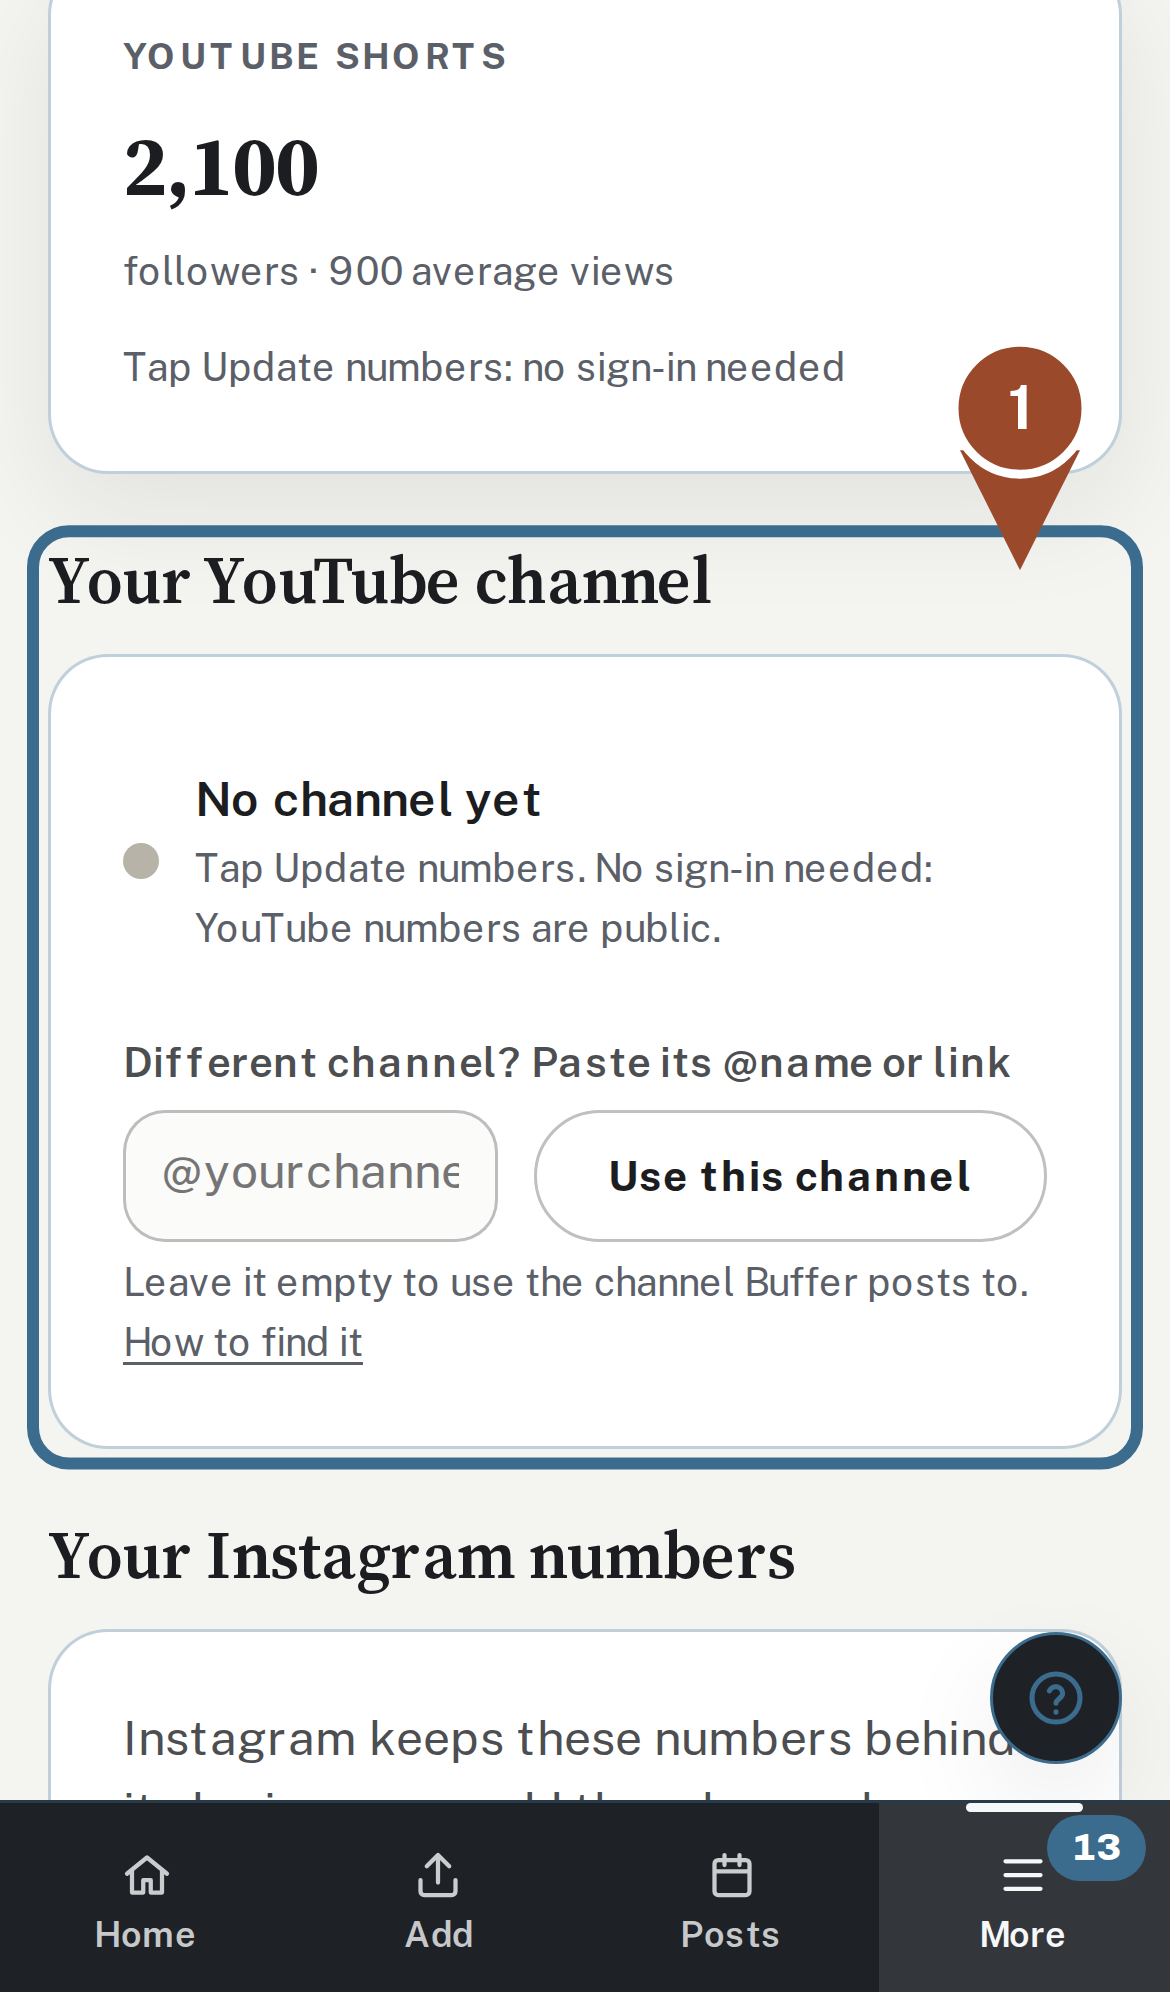 YOUTUBE SHORTS
2,100
followers · 900 average views
Tap Update numbers: no sign-in needed
1
Your YouTube channel
No channel yet
Tap Update numbers. No sign-in needed:
YouTube numbers are public.
Different channel? Paste its @name or link
@yourchanne
Use this channel
Leave it empty to use the channel Buffer posts to.
How to find it
Your Instagram numbers
Instagram keeps these numbers behind
13
Home
Add
Posts
More